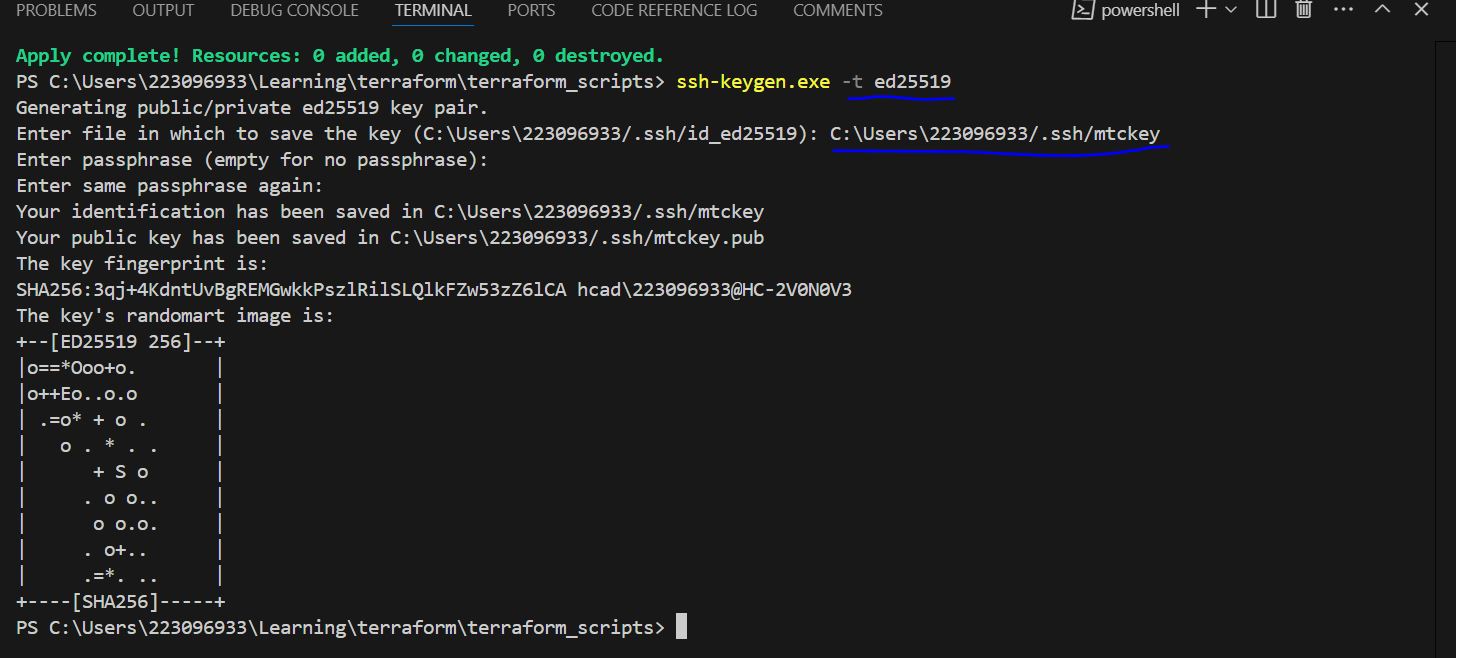 PROBLEMS OUTPUT DEBUG CONSOLE TERMINAL PORTS CODE REFERENCE LOG COMMENTS powershell
Apply complete! Resources: 0 added, 0 changed, 0 destroyed.
PS C:\Users\223096933\Learning\terraform\terraform_scripts> ssh-keygen.exe -t ed25519
Generating public/private ed25519 key pair.
Enter file in which to save the key (C:\Users\223096933/.ssh/id_ed25519): C:\Users\223096933/.ssh/mtckey
Enter passphrase (empty for no passphrase):
Enter same passphrase again:
Your identification has been saved in C:\Users\223096933/.ssh/mtckey
Your public key has been saved in C:\Users\223096933/.ssh/mtckey.pub
The key fingerprint is:
SHA256:3qj+4KdntUvBgREMGwkkPszlRilSLQlkFZw53zZ6lCA hcad\223096933@HC-2V0N0V3
The key's randomart image is:
+--[ED25519 256]--+
|o==*Ooo+o.       |
|o++Eo..o.o       |
| .=o* + o .      |
|   o . * . .     |
|      + S o      |
|     . o o..     |
|      o o.o.     |
|     . o+..      |
|     .=*. ..     |
+----[SHA256]-----+
PS C:\Users\223096933\Learning\terraform\terraform_scripts>